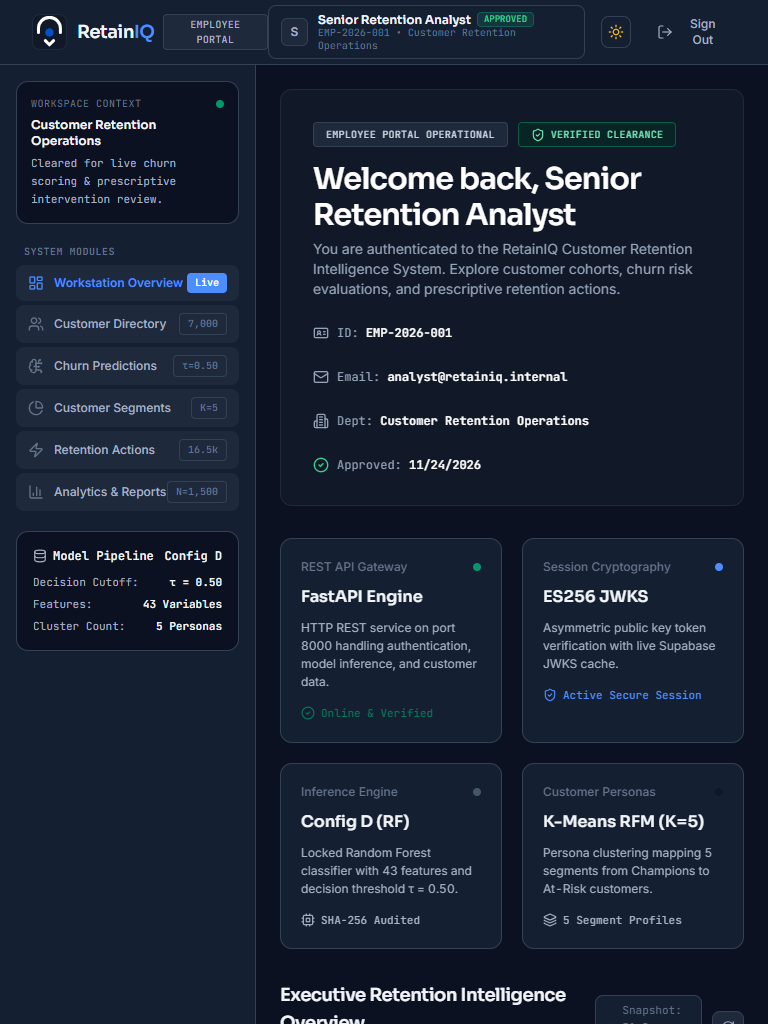 RetainIQ
EMPLOYEE
PORTAL
S
Senior Retention Analyst APPROVED
EMP-2026-001 • Customer Retention
Operations
Sign
Out
WORKSPACE CONTEXT
Customer Retention
Operations
Cleared for live churn
scoring & prescriptive
intervention review.
SYSTEM MODULES
Workstation Overview Live
Customer Directory 7,000
Churn Predictions τ=0.50
Customer Segments K=5
Retention Actions 16.5k
Analytics & Reports N=1,500
Model Pipeline Config D
Decision Cutoff: τ = 0.50
Features: 43 Variables
Cluster Count: 5 Personas
EMPLOYEE PORTAL OPERATIONAL VERIFIED CLEARANCE
Welcome back, Senior
Retention Analyst
You are authenticated to the RetainIQ Customer Retention
Intelligence System. Explore customer cohorts, churn risk
evaluations, and prescriptive retention actions.
ID: EMP-2026-001
Email: analyst@retainiq.internal
Dept: Customer Retention Operations
Approved: 11/24/2026
REST API Gateway
FastAPI Engine
HTTP REST service on port
8000 handling authentication,
model inference, and customer
data.
Online & Verified
Session Cryptography
ES256 JWKS
Asymmetric public key token
verification with live Supabase
JWKS cache.
Active Secure Session
Inference Engine
Config D (RF)
Locked Random Forest
classifier with 43 features and
decision threshold τ = 0.50.
SHA-256 Audited
Customer Personas
K-Means RFM (K=5)
Persona clustering mapping 5
segments from Champions to
At-Risk customers.
5 Segment Profiles
Executive Retention Intelligence
Overview
Snapshot: